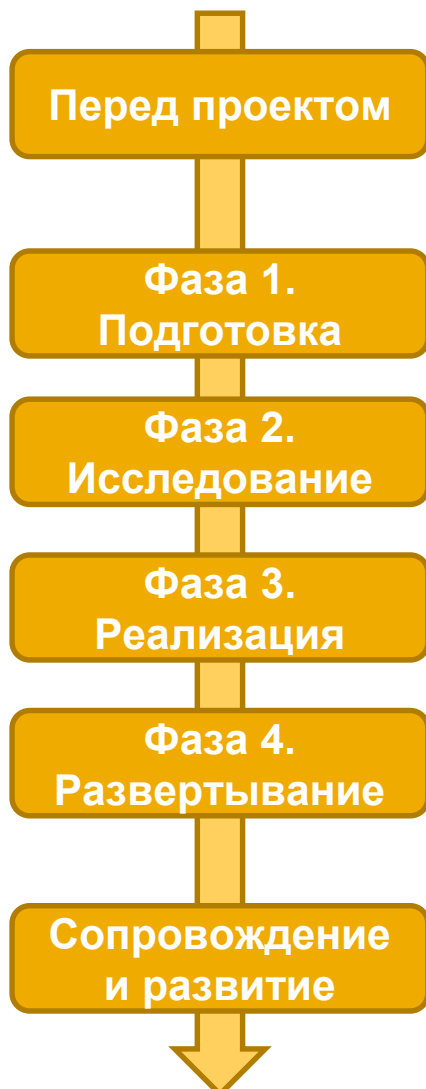 Перед проектом
Фаза 1.
Подготовка
Фаза 2.
Исследование
Фаза 3.
Реализация
Фаза 4.
Развертывание
Сопровождение
и развитие